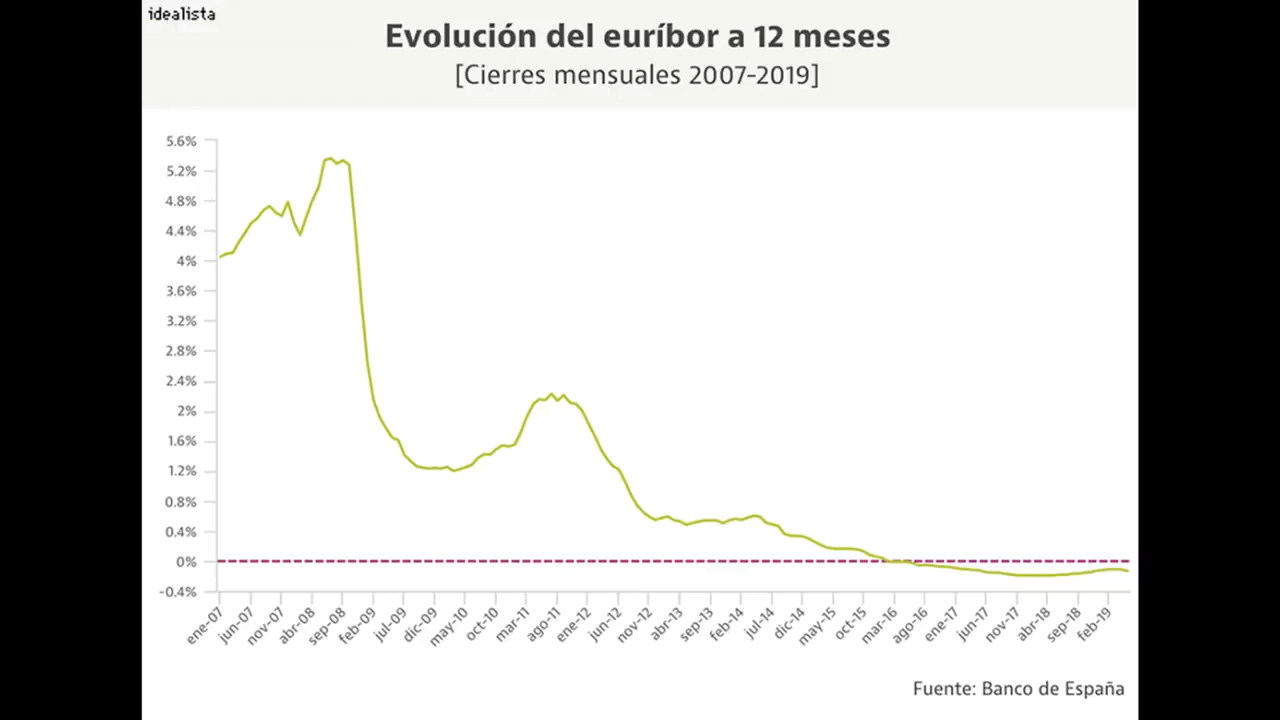 idealista
Evolución del euríbor a 12 meses
[Cierres mensuales 2007-2019]
5.6%
5.2%
4.8%
4.4%
4%
3.6%
3.2%
2.8%
2.4%
2%
1.6%
1.2%
0.8%
0.4%
0%
-0.4%
ene-07
jun-07
nov-07
abr-08
sep-08
feb-09
jul-09
dic-09
may-10
oct-10
mar-11
ago-11
ene-12
jun-12
nov-12
abr-13
sep-13
feb-14
jul-14
dic-14
may-15
oct-15
mar-16
ago-16
ene-17
jun-17
nov-17
abr-18
sep-18
feb-19
Fuente: Banco de España